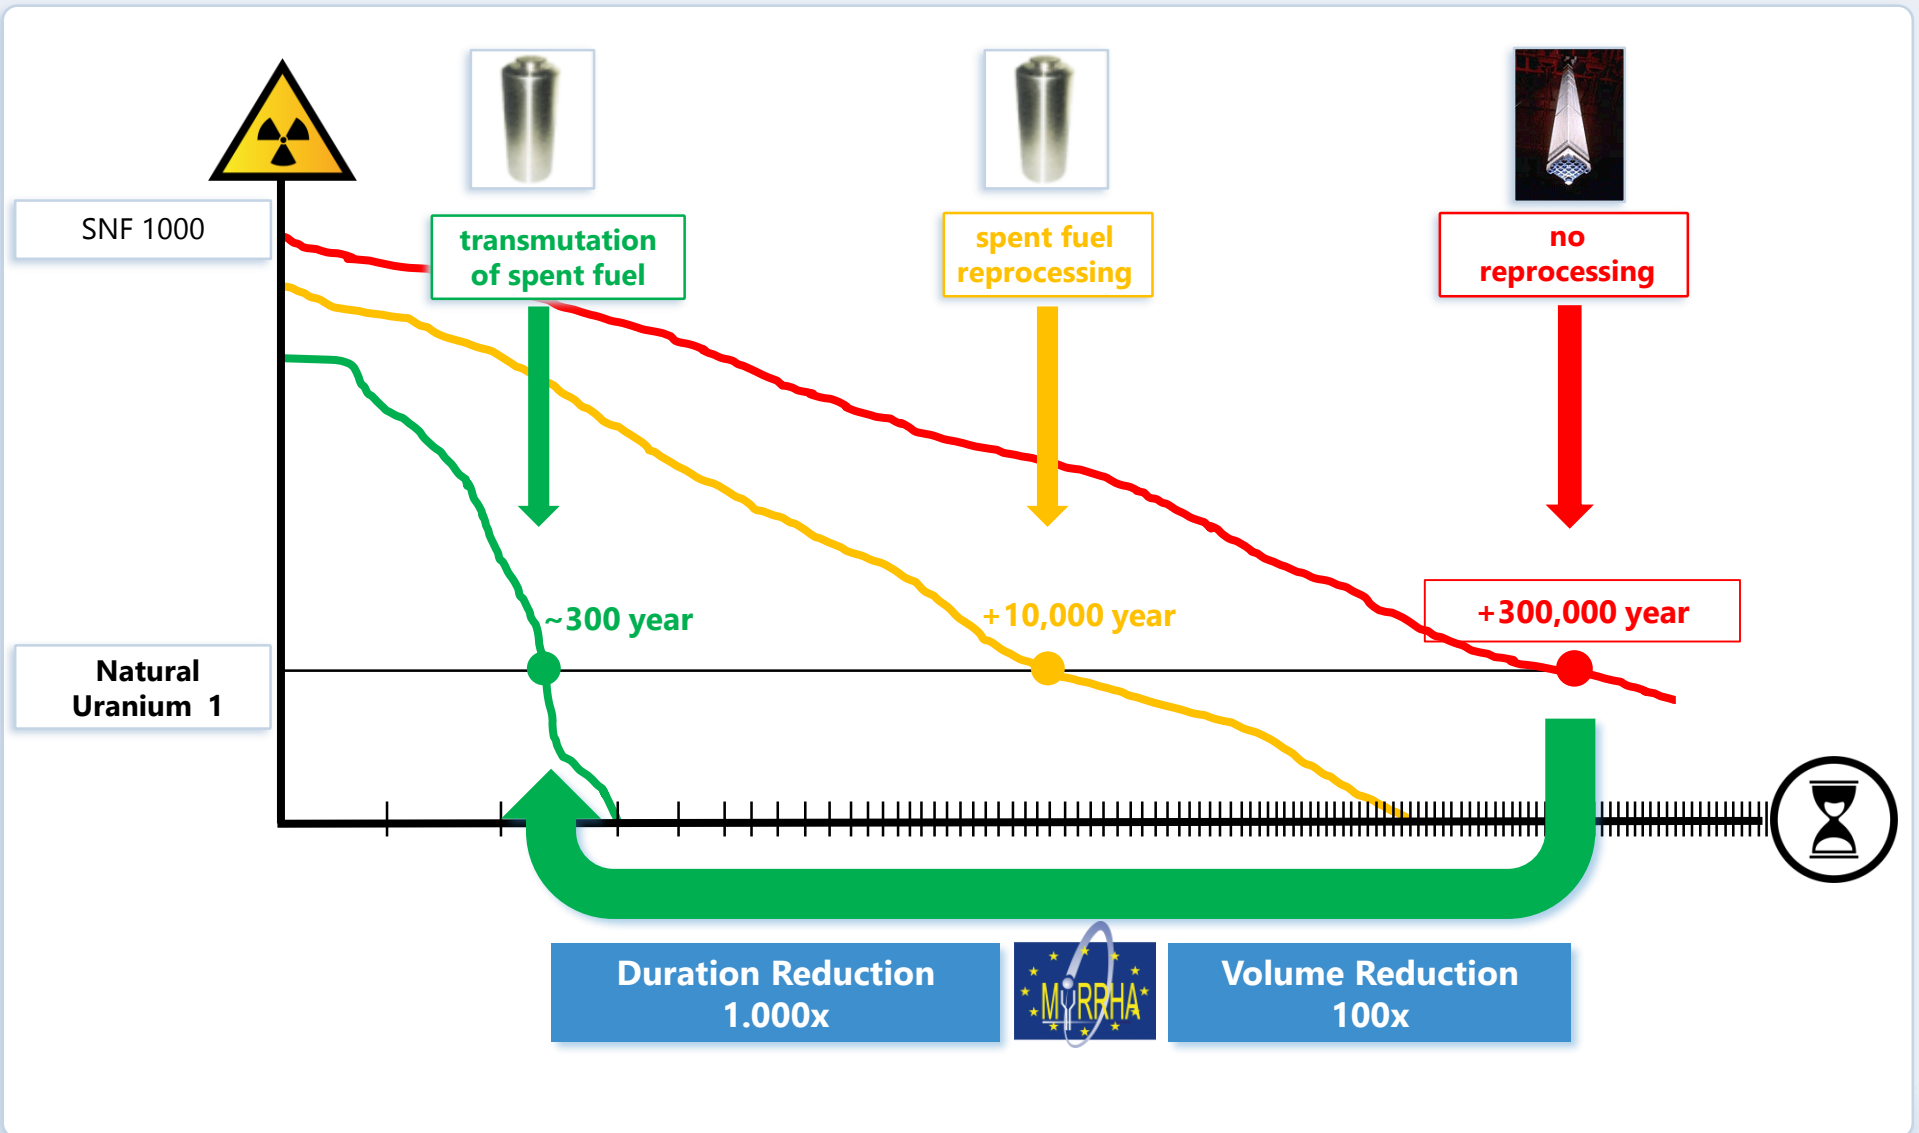 SNF 1000
transmutation
of spent fuel
spent fuel
reprocessing
no
reprocessing
~300 year
+10,000 year
+300,000 year
Natural
Uranium 1
Duration Reduction
1.000x
MYRRHA
Volume Reduction
100x